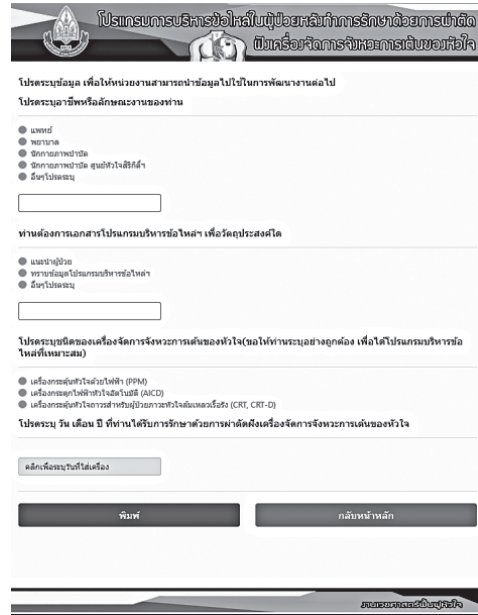 โปรแกรมการบริหารข้อไหล่ในผู้ป่วยหลังทำการรักษาด้วยการผ่าตัด
ฝังเครื่องจัดการจังหวะการเต้นของหัวใจ
โปรดระบุข้อมูล เพื่อให้หน่วยงานสามารถนำข้อมูลไปใช้ในการพัฒนางานต่อไป
โปรดระบุอาชีพหรือลักษณะงานของท่าน
แพทย์
พยาบาล
นักกายภาพบำบัด
นักกายภาพบำบัด ศูนย์หัวใจสิริกิติ์ฯ
อื่นๆโปรดระบุ
ท่านต้องการเอกสารโปรแกรมบริหารข้อไหล่ฯ เพื่อวัตถุประสงค์ใด
แนะนำผู้ป่วย
ทราบข้อมูลโปรแกรมบริหารข้อไหล่ฯ
อื่นๆโปรดระบุ
โปรดระบุชนิดของเครื่องจัดการจังหวะการเต้นของหัวใจ(ขอให้ท่านระบุอย่างถูกต้อง เพื่อได้โปรแกรมบริหารข้อ
ไหล่ที่เหมาะสม)
เครื่องกระตุ้นหัวใจด้วยไฟฟ้า (PPM)
เครื่องกระตุกไฟฟ้าหัวใจอัตโนมัติ (AICD)
เครื่องกระตุ้นหัวใจถาวรสำหรับผู้ป่วยภาวะหัวใจล้มเหลวเรื้อรัง (CRT, CRT-D)
โปรดระบุ วัน เดือน ปี ที่ท่านได้รับการรักษาด้วยการผ่าตัดฝังเครื่องจัดการจังหวะการเต้นของหัวใจ
คลิกเพื่อระบุวันที่ใส่เครื่อง
พิมพ์
กลับหน้าหลัก
งานเวชศาสตร์ฟื้นฟูหัวใจ